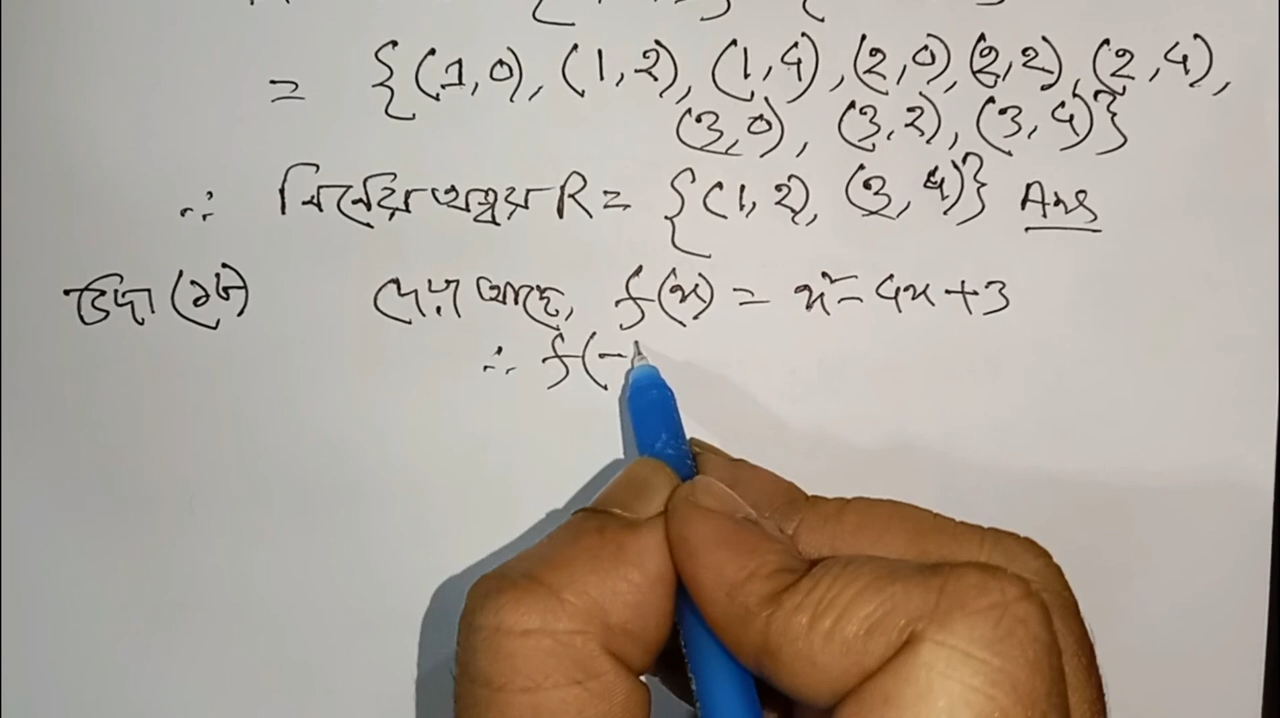 = {(1,0), (1,2), (1,4), (2,0), (2,2), (2,4),
(3,0), (3,2), (3,4)}
∴ নির্নেয় অন্বয় R = {(1,2), (3,4)} Ans
উদা (১৮) দেয়া আছে, f(x) = x² - 4x + 3
∴ f(-